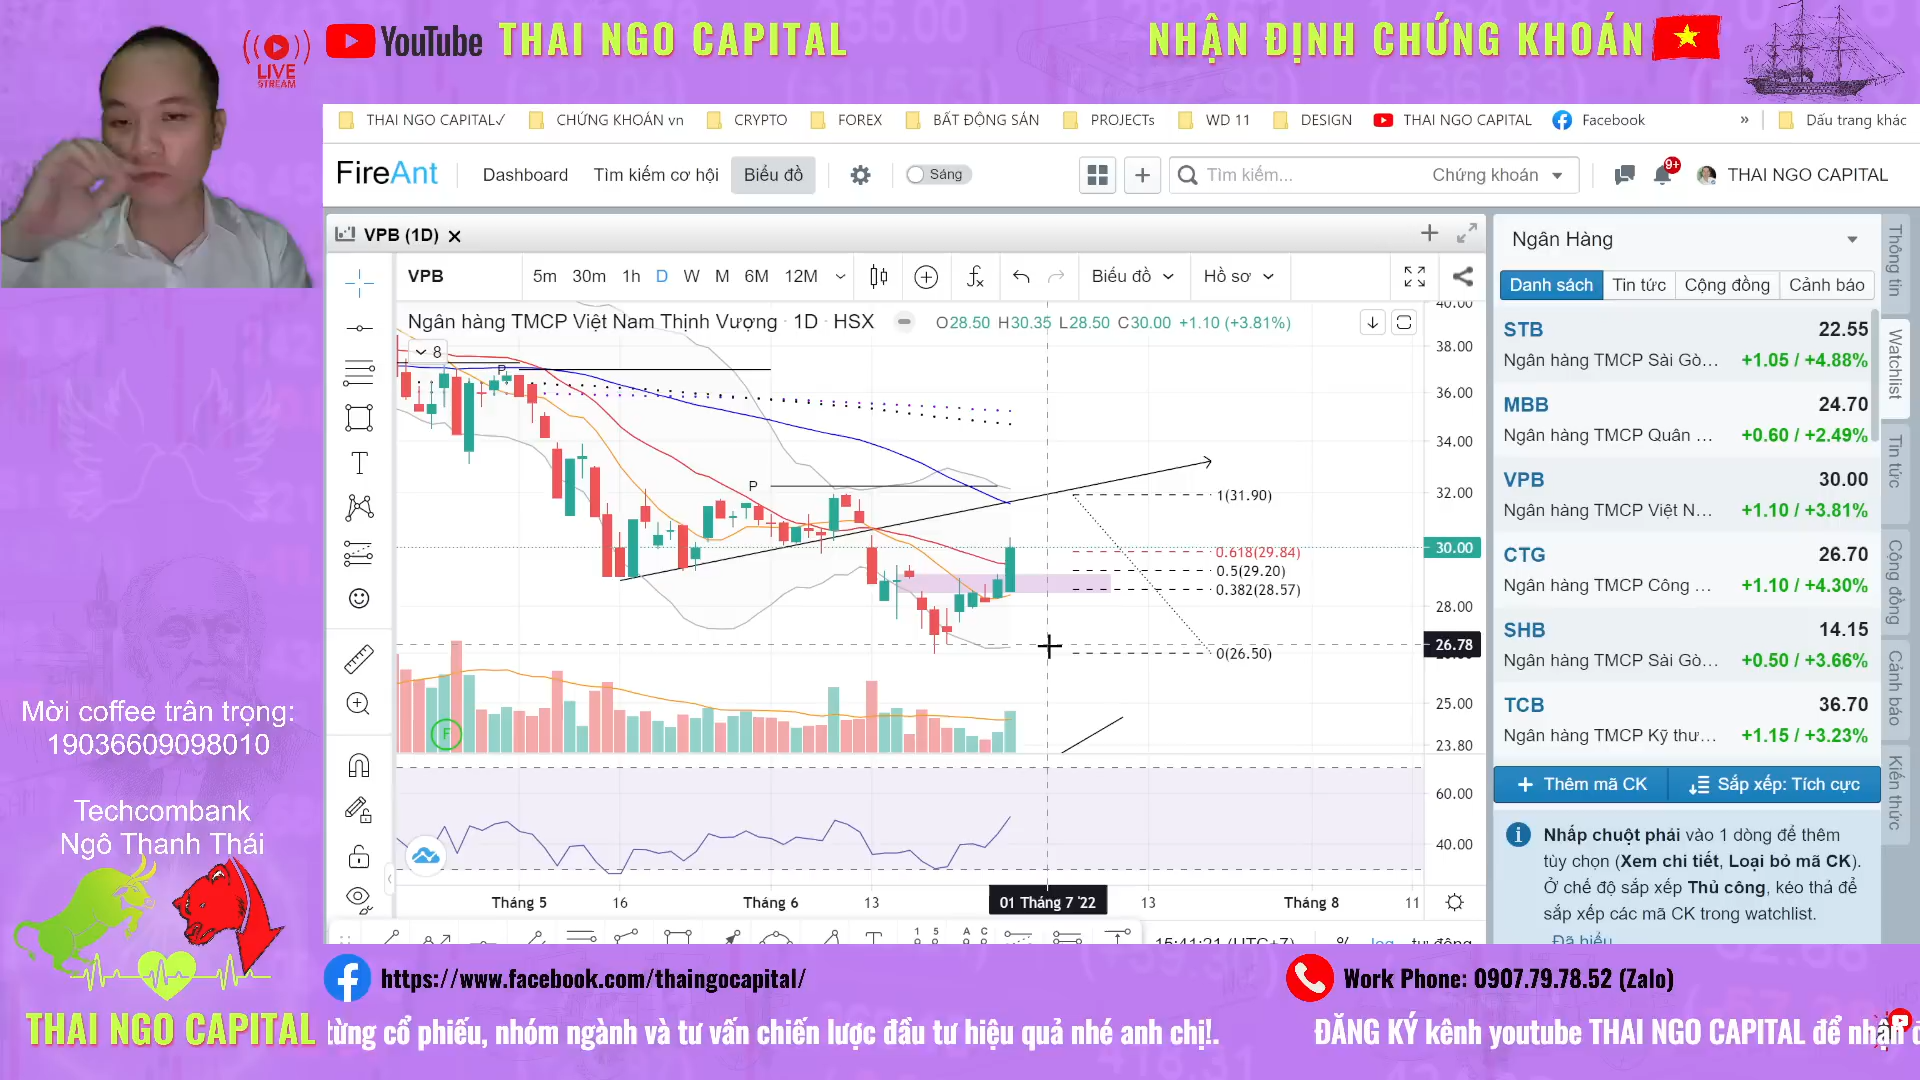 LIVE
STREAM
YouTube THAI NGO CAPITAL
NHẬN ĐỊNH CHỨNG KHOÁN
THAI NGO CAPITAL✓ CHỨNG KHOÁN vn CRYPTO FOREX BẤT ĐỘNG SẢN PROJECTs WD 11 DESIGN THAI NGO CAPITAL Facebook » Dấu trang khác
FireAnt Dashboard Tìm kiếm cơ hội Biểu đồ Sáng Tìm kiếm... Chứng khoán 9+ THAI NGO CAPITAL
VPB (1D)
VPB 5m 30m 1h D W M 6M 12M Biểu đồ Hồ sơ
Ngân hàng TMCP Việt Nam Thịnh Vượng · 1D · HSX O28.50 H30.35 L28.50 C30.00 +1.10 (+3.81%)
8
P
P
1(31.90)
0.618(29.84)
0.5(29.20)
0.382(28.57)
0(26.50)
F
40.00
38.00
36.00
34.00
32.00
30.00
28.00
26.78
25.00
23.80
60.00
40.00
Tháng 5 16 Tháng 6 13 01 Tháng 7 '22 13 Tháng 8 11
15:41:21 (UTC+7) % log tự động
Ngân Hàng
Danh sách Tin tức Cộng đồng Cảnh báo
STB 22.55
Ngân hàng TMCP Sài Gò... +1.05 / +4.88%
MBB 24.70
Ngân hàng TMCP Quân ... +0.60 / +2.49%
VPB 30.00
Ngân hàng TMCP Việt N... +1.10 / +3.81%
CTG 26.70
Ngân hàng TMCP Công ... +1.10 / +4.30%
SHB 14.15
Ngân hàng TMCP Sài Gò... +0.50 / +3.66%
TCB 36.70
Ngân hàng TMCP Kỹ thư... +1.15 / +3.23%
+ Thêm mã CK Sắp xếp: Tích cực
Nhấp chuột phải vào 1 dòng để thêm
tùy chọn (Xem chi tiết, Loại bỏ mã CK).
Ở chế độ sắp xếp Thủ công, kéo thả để
sắp xếp các mã CK trong watchlist.
Đã hiểu
Thông tin
Watchlist
Tin tức
Cộng đồng
Cảnh báo
Kiến thức
Mời coffee trân trọng:
19036609098010
Techcombank
Ngô Thanh Thái
THAI NGO CAPITAL
https://www.facebook.com/thaingocapital/
Work Phone: 0907.79.78.52 (Zalo)
từng cổ phiếu, nhóm ngành và tư vấn chiến lược đầu tư hiệu quả nhé anh chị!. ĐĂNG KÝ kênh youtube THAI NGO CAPITAL để nhận